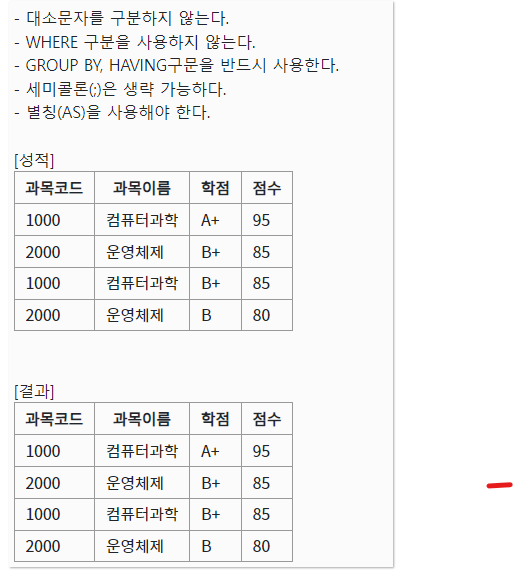 - 대소문자를 구분하지 않는다.
- WHERE 구분을 사용하지 않는다.
- GROUP BY, HAVING구문을 반드시 사용한다.
- 세미콜론(;)은 생략 가능하다.
- 별칭(AS)을 사용해야 한다.
[성적]
과목코드 과목이름 학점 점수
1000 컴퓨터과학 A+ 95
2000 운영체제 B+ 85
1000 컴퓨터과학 B+ 85
2000 운영체제 B 80
[결과]
과목코드 과목이름 학점 점수
1000 컴퓨터과학 A+ 95
2000 운영체제 B+ 85
1000 컴퓨터과학 B+ 85
2000 운영체제 B 80